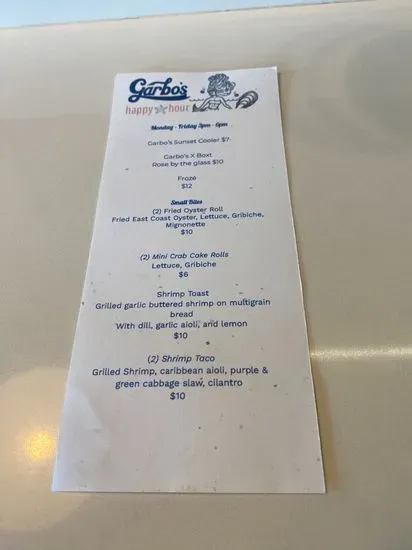 Garbo's
happy hour
Monday - Friday 3pm - 6pm
Garbo's Sunset Cooler $7
Garbo's X Boxt
Rose by the glass $10
Frozé
$12
Small Bites
(2) Fried Oyster Roll
Fried East Coast Oyster, Lettuce, Gribiche,
Mignonette
$10
(2) Mini Crab Cake Rolls
Lettuce, Gribiche
$6
Shrimp Toast
Grilled garlic buttered shrimp on multigrain
bread
With dill, garlic aioli, and lemon
$10
(2) Shrimp Taco
Grilled Shrimp, caribbean aioli, purple &
green cabbage slaw, cilantro
$10